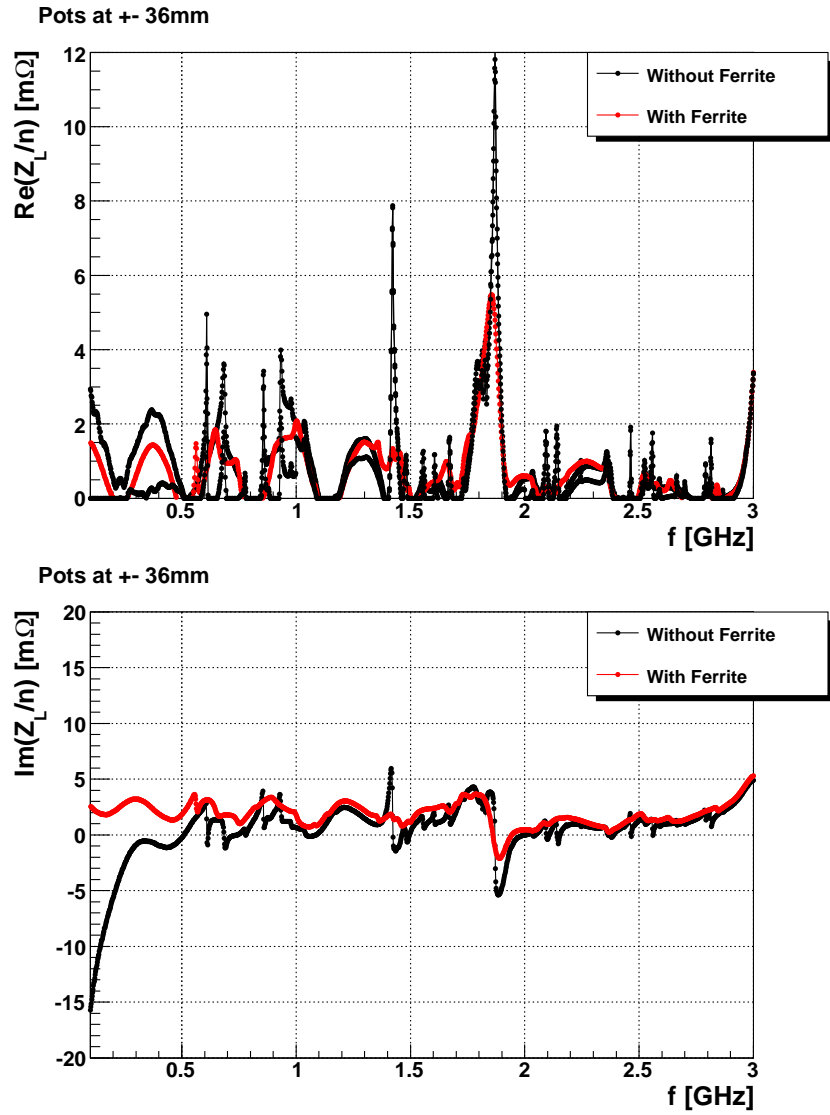 Pots at +- 36mm
Re(Z_L/n) [mΩ]
12
10
8
6
4
2
0
Without Ferrite
With Ferrite
0.5 1 1.5 2 2.5 3
f [GHz]
Pots at +- 36mm
Im(Z_L/n) [mΩ]
20
15
10
5
0
-5
-10
-15
-20
Without Ferrite
With Ferrite
0.5 1 1.5 2 2.5 3
f [GHz]